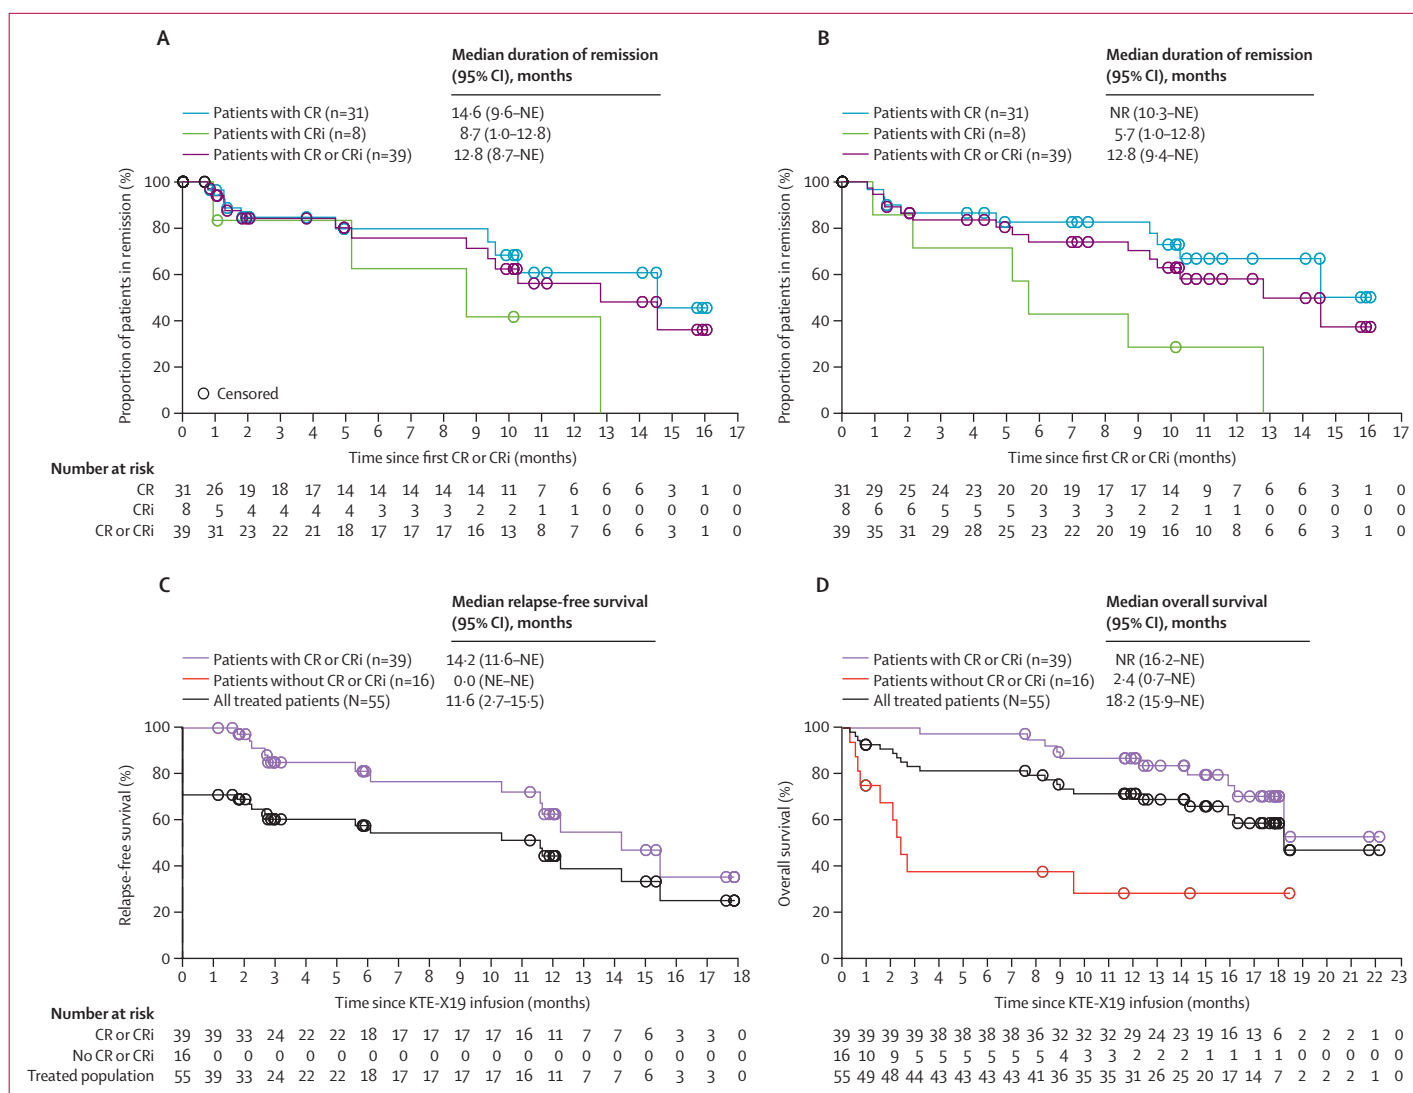 A
Median duration of remission
(95% CI), months
Patients with CR (n=31) 14·6 (9·6–NE)
Patients with CRi (n=8) 8·7 (1·0–12·8)
Patients with CR or CRi (n=39) 12·8 (8·7–NE)
Proportion of patients in remission (%)
100
80
60
40
20
0
Censored
0 1 2 3 4 5 6 7 8 9 10 11 12 13 14 15 16 17
Time since first CR or CRi (months)
Number at risk
CR 31 26 19 18 17 14 14 14 14 14 11 7 6 6 6 3 1 0
CRi 8 5 4 4 4 4 3 3 3 2 2 1 1 0 0 0 0 0
CR or CRi 39 31 23 22 21 18 17 17 17 16 13 8 7 6 6 3 1 0
B
Median duration of remission
(95% CI), months
Patients with CR (n=31) NR (10·3–NE)
Patients with CRi (n=8) 5·7 (1·0–12·8)
Patients with CR or CRi (n=39) 12·8 (9·4–NE)
Proportion of patients in remission (%)
100
80
60
40
20
0
0 1 2 3 4 5 6 7 8 9 10 11 12 13 14 15 16 17
Time since first CR or CRi (months)
31 29 25 24 23 20 20 19 17 17 14 9 7 6 6 3 1 0
8 6 6 5 5 5 3 3 3 2 2 1 1 0 0 0 0 0
39 35 31 29 28 25 23 22 20 19 16 10 8 6 6 3 1 0
C
Median relapse-free survival
(95% CI), months
Patients with CR or CRi (n=39) 14·2 (11·6–NE)
Patients without CR or CRi (n=16) 0·0 (NE–NE)
All treated patients (N=55) 11·6 (2·7–15·5)
Relapse-free survival (%)
100
80
60
40
20
0
0 1 2 3 4 5 6 7 8 9 10 11 12 13 14 15 16 17 18
Time since KTE-X19 infusion (months)
Number at risk
CR or CRi 39 39 33 24 22 22 18 17 17 17 17 16 11 7 7 6 3 3 0
No CR or CRi 16 0 0 0 0 0 0 0 0 0 0 0 0 0 0 0 0 0 0
Treated population 55 39 33 24 22 22 18 17 17 17 17 16 11 7 7 6 3 3 0
D
Median overall survival
(95% CI), months
Patients with CR or CRi (n=39) NR (16·2–NE)
Patients without CR or CRi (n=16) 2·4 (0·7–NE)
All treated patients (N=55) 18·2 (15·9–NE)
Overall survival (%)
100
80
60
40
20
0
0 1 2 3 4 5 6 7 8 9 10 11 12 13 14 15 16 17 18 19 20 21 22 23
Time since KTE-X19 infusion (months)
39 39 39 39 38 38 38 38 36 32 32 32 29 24 23 19 16 13 6 2 2 2 1 0
16 10 9 5 5 5 5 5 5 4 3 3 2 2 2 1 1 1 1 0 0 0 0 0
55 49 48 44 43 43 43 43 41 36 35 35 31 26 25 20 17 14 7 2 2 2 1 0